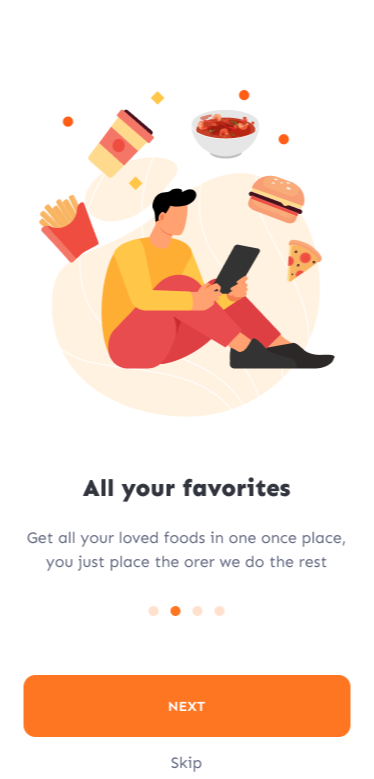 All your favorites
Get all your loved foods in one once place,
you just place the orer we do the rest
NEXT
Skip